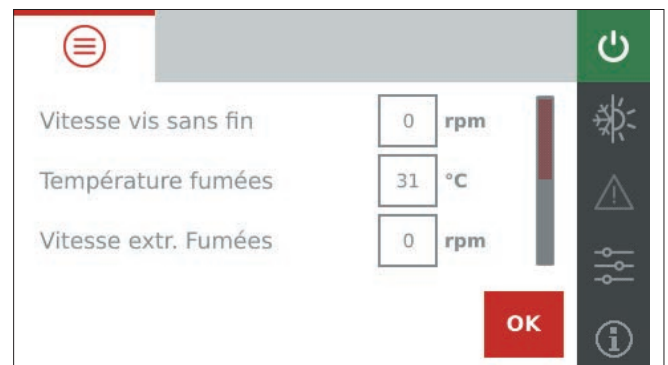 Vitesse vis sans fin 0 rpm
Température fumées 31 °C
Vitesse extr. Fumées 0 rpm
OK